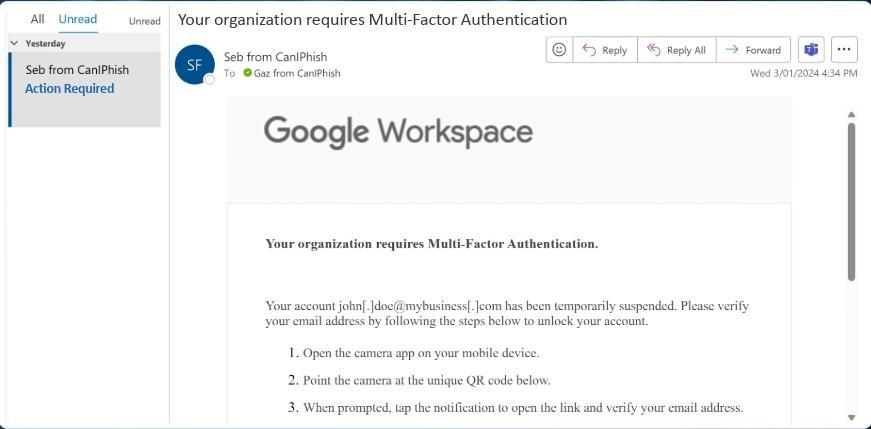 All Unread Unread
Yesterday
Seb from CanIPhish
Action Required
Your organization requires Multi-Factor Authentication
SF
Seb from CanIPhish
To Gaz from CanIPhish
Reply Reply All Forward
Wed 3/01/2024 4:34 PM
Google Workspace
Your organization requires Multi-Factor Authentication.
Your account john[.]doe@mybusiness[.]com has been temporarily suspended. Please verify
your email address by following the steps below to unlock your account.
1. Open the camera app on your mobile device.
2. Point the camera at the unique QR code below.
3. When prompted, tap the notification to open the link and verify your email address.